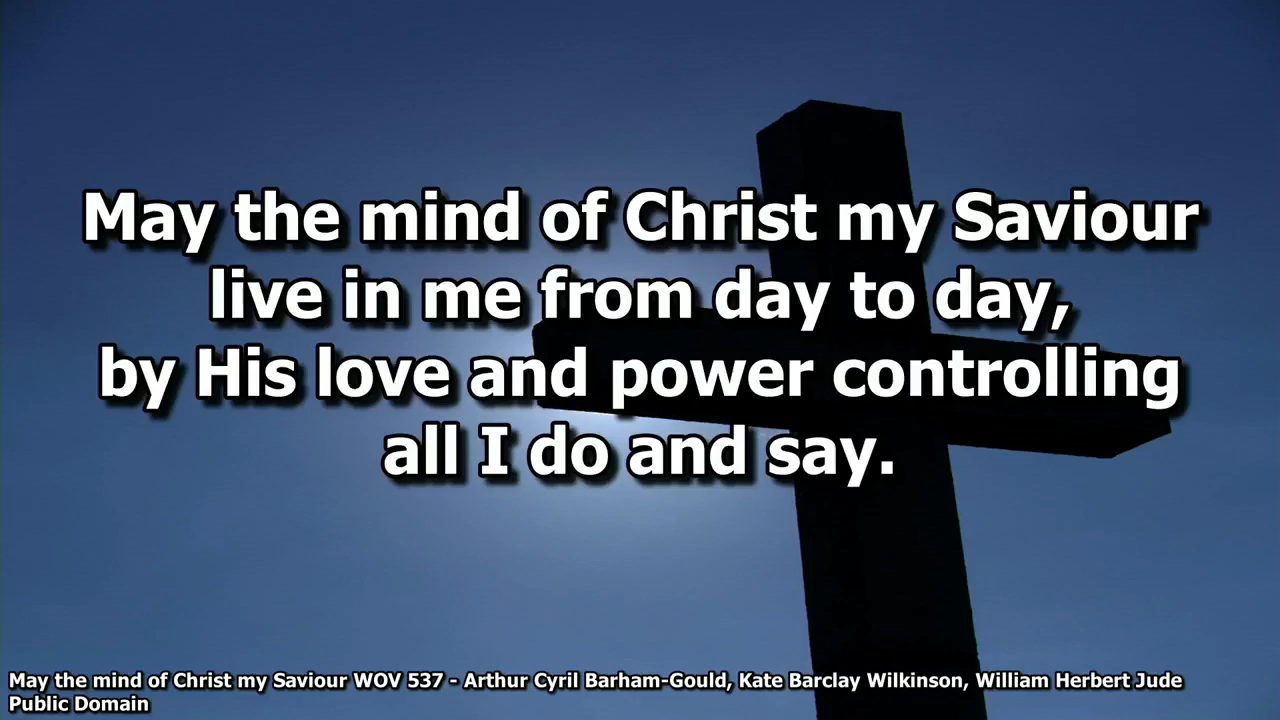 May the mind of Christ my Saviour
live in me from day to day,
by His love and power controlling
all I do and say.
May the mind of Christ my Saviour WOV 537 - Arthur Cyril Barham-Gould, Kate Barclay Wilkinson, William Herbert Jude
Public Domain